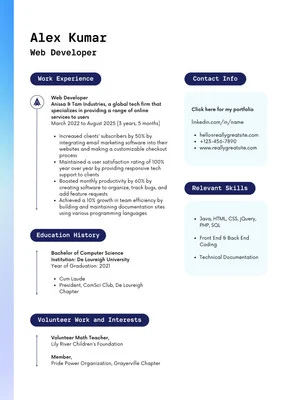 Alex Kumar
Web Developer
Work Experience
Web Developer
Anissa & Tam Industries, a global tech firm that
specializes in providing a range of online
services to users
March 2022 to August 2025 (3 years, 5 months)
Increased clients' subscribers by 50% by
integrating email marketing software into their
websites and making a customizable checkout
process
Maintained a user satisfaction rating of 100%
year over year by providing responsive tech
support to clients
Boosted monthly productivity by 60% by
creating software to organize, track bugs, and
add feature requests
Achieved a 10% growth in team efficiency by
building and maintaining documentation sites
using various programming languages
Education History
Bachelor of Computer Science
Institution: De Loureigh University
Year of Graduation: 2021
Cum Laude
President, ComSci Club, De Loureigh
Chapter
Volunteer Work and Interests
Volunteer Math Teacher,
Lily River Children's Foundation
Member,
Pride Power Organization, Grayerville Chapter
Contact Info
Click here for my portfolio
linkedin.com/in/name
hello@reallygreatsite.com
+123-456-7890
www.reallygreatsite.com
Relevant Skills
Java, HTML, CSS, jQuery,
PHP, SQL
Front End & Back End
Coding
Technical Documentation